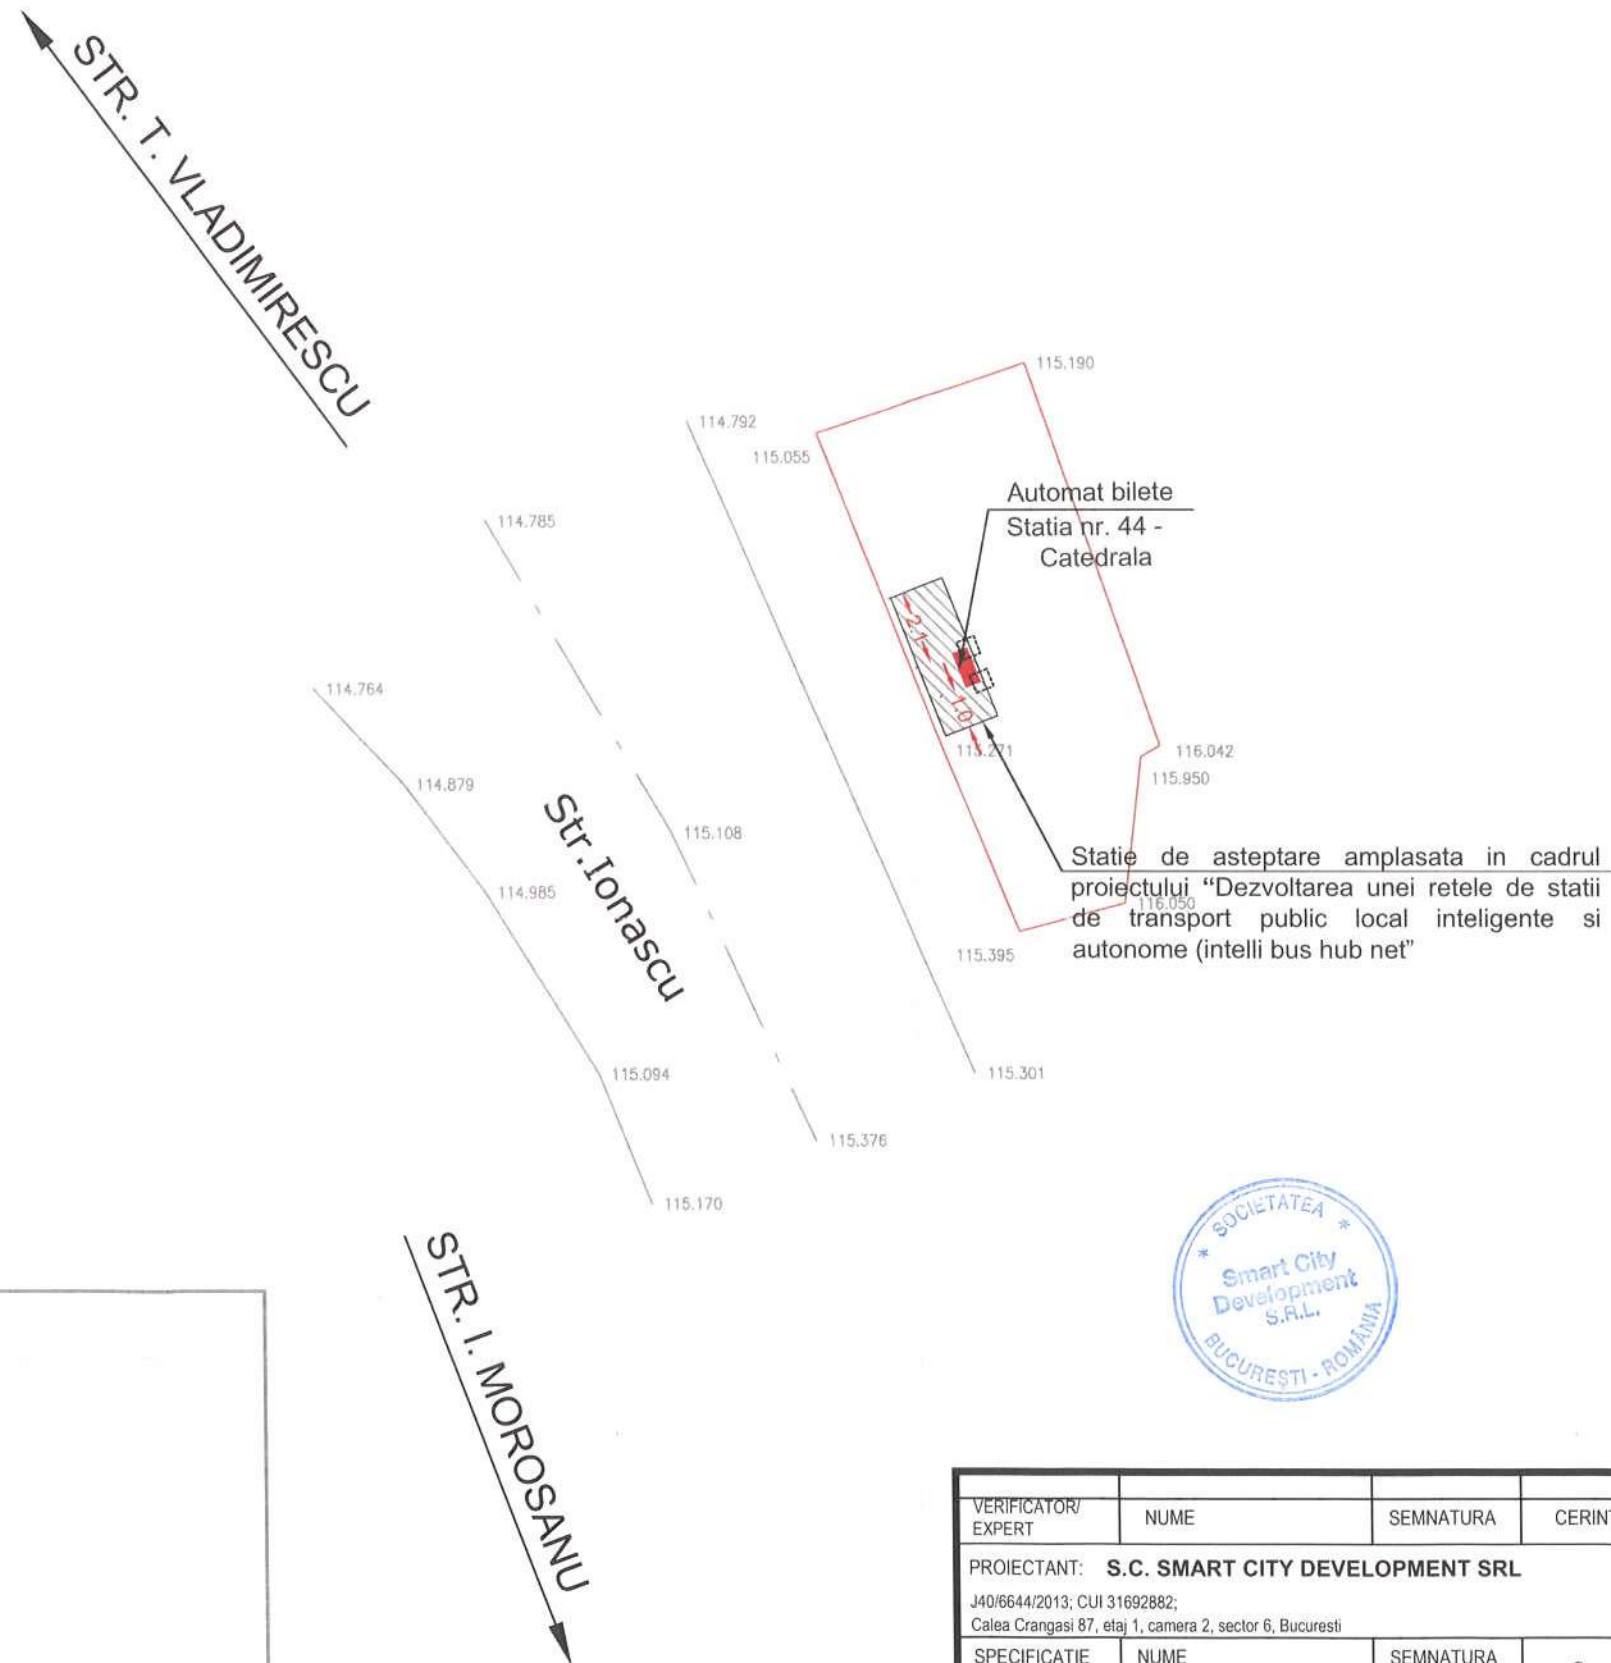 STR. T. VLADIMIRESCU
115.190
114.792
115.055
Automat bilete
Statia nr. 44 -
Catedrala
114.785
2.1
114.764
1.0
116.042
115.950
114.879
Str.Ionascu
115.108
Statie de asteptare amplasata in cadrul
proiectului “Dezvoltarea unei retele de statii
de transport public local inteligente si
autonome (intelli bus hub net”
116.050
114.985
115.395
115.094
115.301
115.376
115.170
STR. I. MOROSANU
* SOCIETATEA *
Smart City
Development
S.R.L.
BUCUREȘTI - ROMÂNIA
VERIFICATOR/
EXPERT
NUME
SEMNATURA
PROIECTANT: S.C. SMART CITY DEVELOPMENT SRL
J40/6644/2013; CUI 31692882;
Calea Crangasi 87, etaj 1, camera 2, sector 6, Bucuresti
SPECIFICATIE
NUME
SEMNATURA